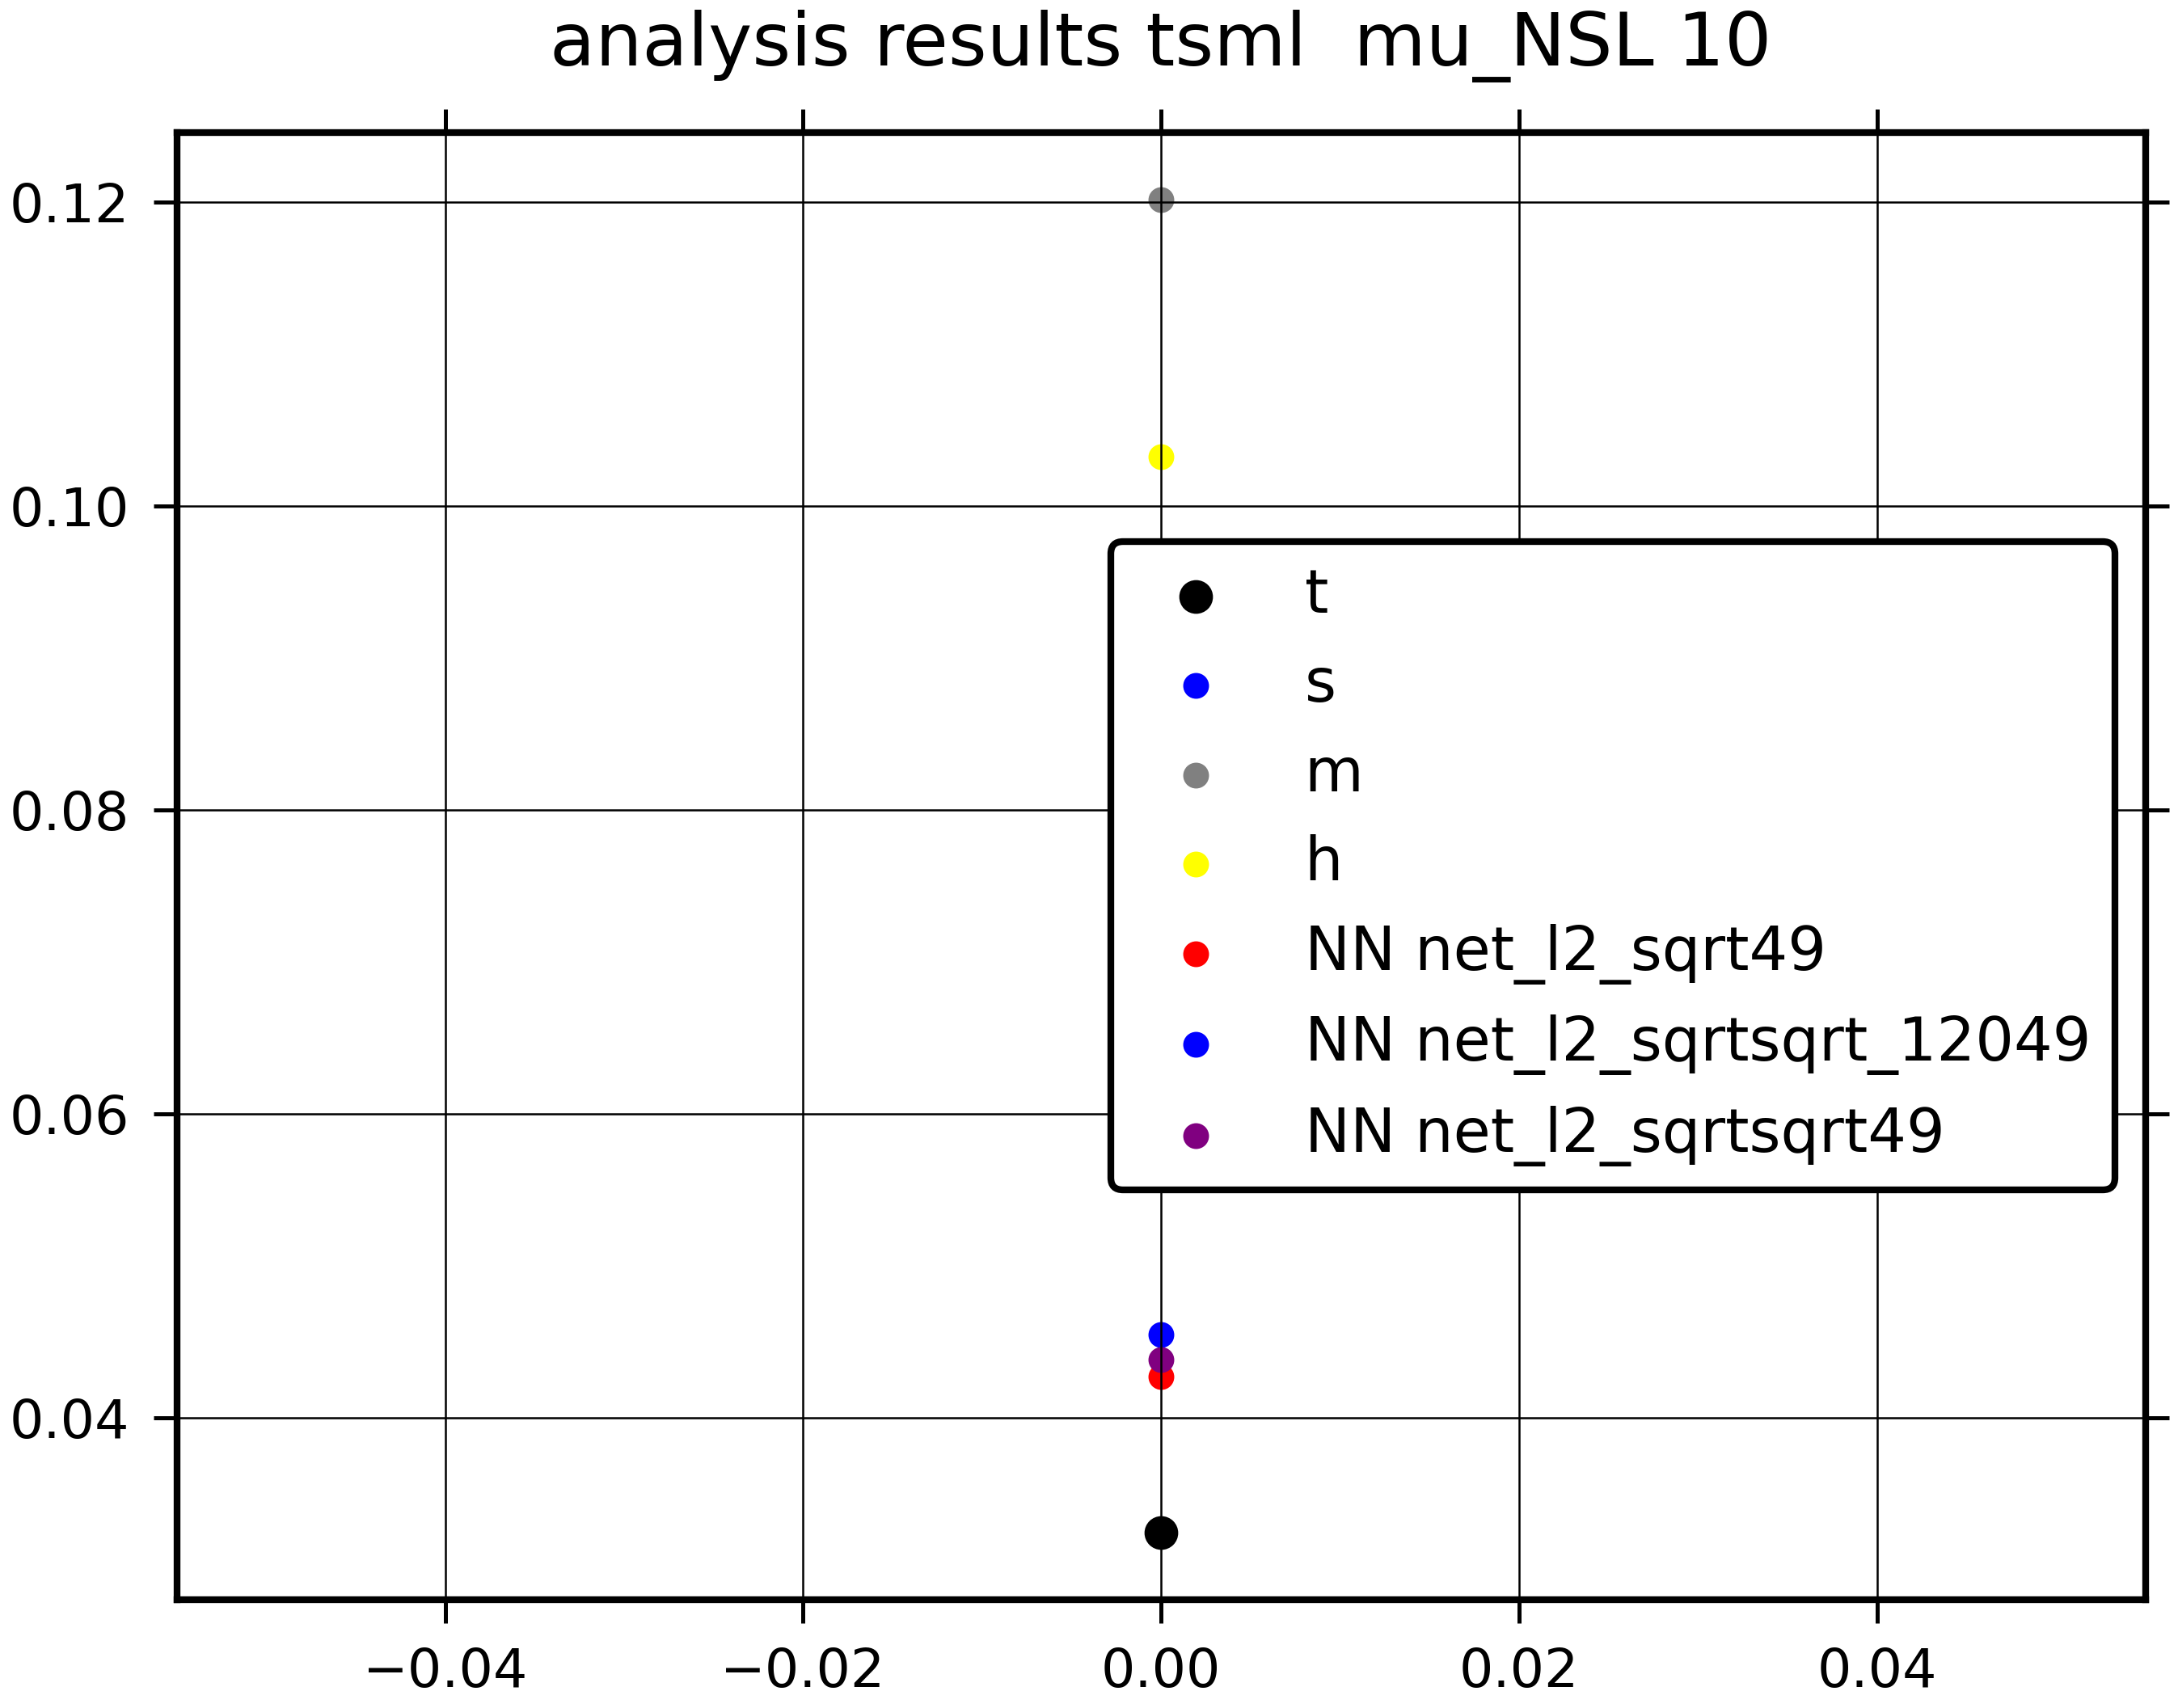 analysis results tsml  mu_NSL 10
0.12
0.10
0.08
0.06
0.04
t
s
m
h
NN net_l2_sqrt49
NN net_l2_sqrtsqrt_12049
NN net_l2_sqrtsqrt49
−0.04
−0.02
0.00
0.02
0.04